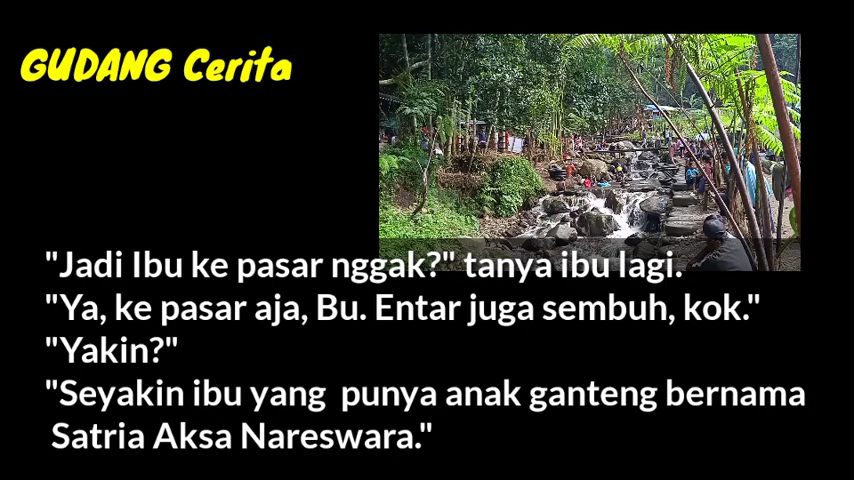 GUDANG Cerita
"Jadi Ibu ke pasar nggak?" tanya ibu lagi.
"Ya, ke pasar aja, Bu. Entar juga sembuh, kok."
"Yakin?"
"Seyakin ibu yang  punya anak ganteng bernama
Satria Aksa Nareswara."